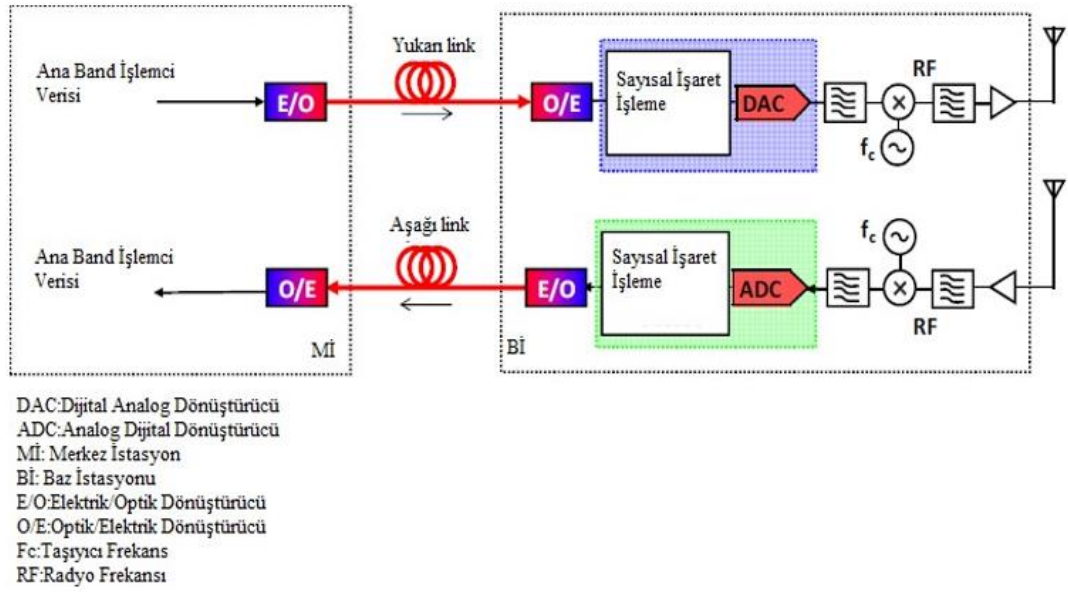 Yukarı link
Ana Band İşlemci
Verisi
E/O
O/E
Sayısal İşaret
İşleme
DAC
RF
fc
Aşağı link
Ana Band İşlemci
Verisi
O/E
E/O
Sayısal İşaret
İşleme
ADC
fc
RF
Mİ
Bİ
DAC:Dijital Analog Dönüştürücü
ADC:Analog Dijital Dönüştürücü
Mİ: Merkez İstasyon
Bİ: Baz İstasyonu
E/O:Elektrik/Optik Dönüştürücü
O/E:Optik/Elektrik Dönüştürücü
Fc:Taşıyıcı Frekans
RF:Radyo Frekansı